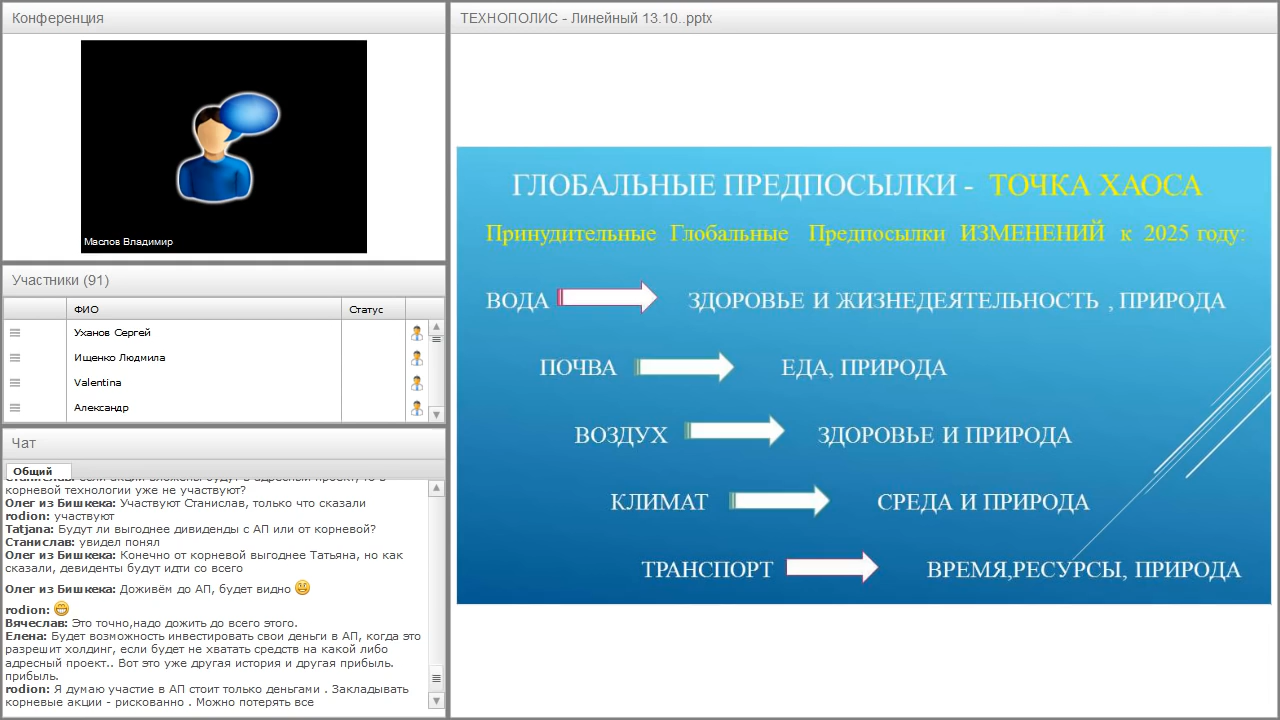 Конференция
Маслов Владимир
Участники (91)
ФИО
Статус
Уханов Сергей
Ищенко Людмила
Valentina
Александр
Чат
Общий
корневой технологии уже не участвуют?
Олег из Бишкека: Участвуют Станислав, только что сказали
rodion: участвуют
Tatjana: Будут ли выгоднее дивиденды с АП или от корневой?
Станислав: увидел понял
Олег из Бишкека: Конечно от корневой выгоднее Татьяна, но как
сказали, девиденты будут идти со всего
Олег из Бишкека: Доживём до АП, будет видно
rodion:
Вячеслав: Это точно,надо дожить до всего этого.
Елена: Будет возможность инвестировать свои деньги в АП, когда это
разрешит холдинг, если будет не хватать средств на какой либо
адресный проект.. Вот это уже другая история и другая прибыль.
прибыль.
rodion: Я думаю участие в АП стоит только деньгами . Закладывать
корневые акции - рискованно . Можно потерять все
ТЕХНОПОЛИС - Линейный 13.10..pptx
ГЛОБАЛЬНЫЕ ПРЕДПОСЫЛКИ - ТОЧКА ХАОСА
Принудительные Глобальные Предпосылки ИЗМЕНЕНИЙ к 2025 году:
ВОДА ЗДОРОВЬЕ И ЖИЗНЕДЕЯТЕЛЬНОСТЬ , ПРИРОДА
ПОЧВА ЕДА, ПРИРОДА
ВОЗДУХ ЗДОРОВЬЕ И ПРИРОДА
КЛИМАТ СРЕДА И ПРИРОДА
ТРАНСПОРТ ВРЕМЯ,РЕСУРСЫ, ПРИРОДА